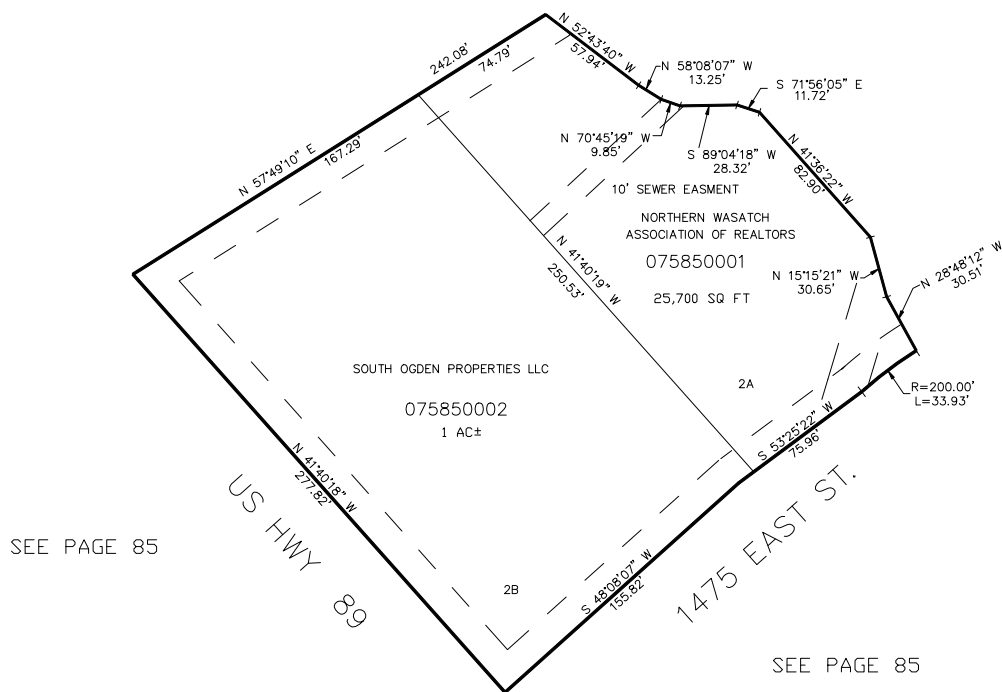 N 52°43'40" W
57.94'
242.08'
74.79'
N 58°08'07" W
13.25'
S 71°56'05" E
11.72'
N 70°45'19" W
9.85'
S 89°04'18" W
28.32'
N 41°36'22" W
82.90'
N 57°49'10" E
167.29'
10' SEWER EASMENT
NORTHERN WASATCH
ASSOCIATION OF REALTORS
075850001
25,700 SQ FT
N 41°40'19" W
250.53'
N 15°15'21" W
30.65'
N 28°48'12" W
30.51'
SOUTH OGDEN PROPERTIES LLC
075850002
1 AC±
2A
R=200.00'
L=33.93'
S 53°25'22" W
75.96'
N 41°40'18" W
277.82'
US HWY 89
1475 EAST ST.
SEE PAGE 85
2B
S 48°08'07" W
155.82'
SEE PAGE 85